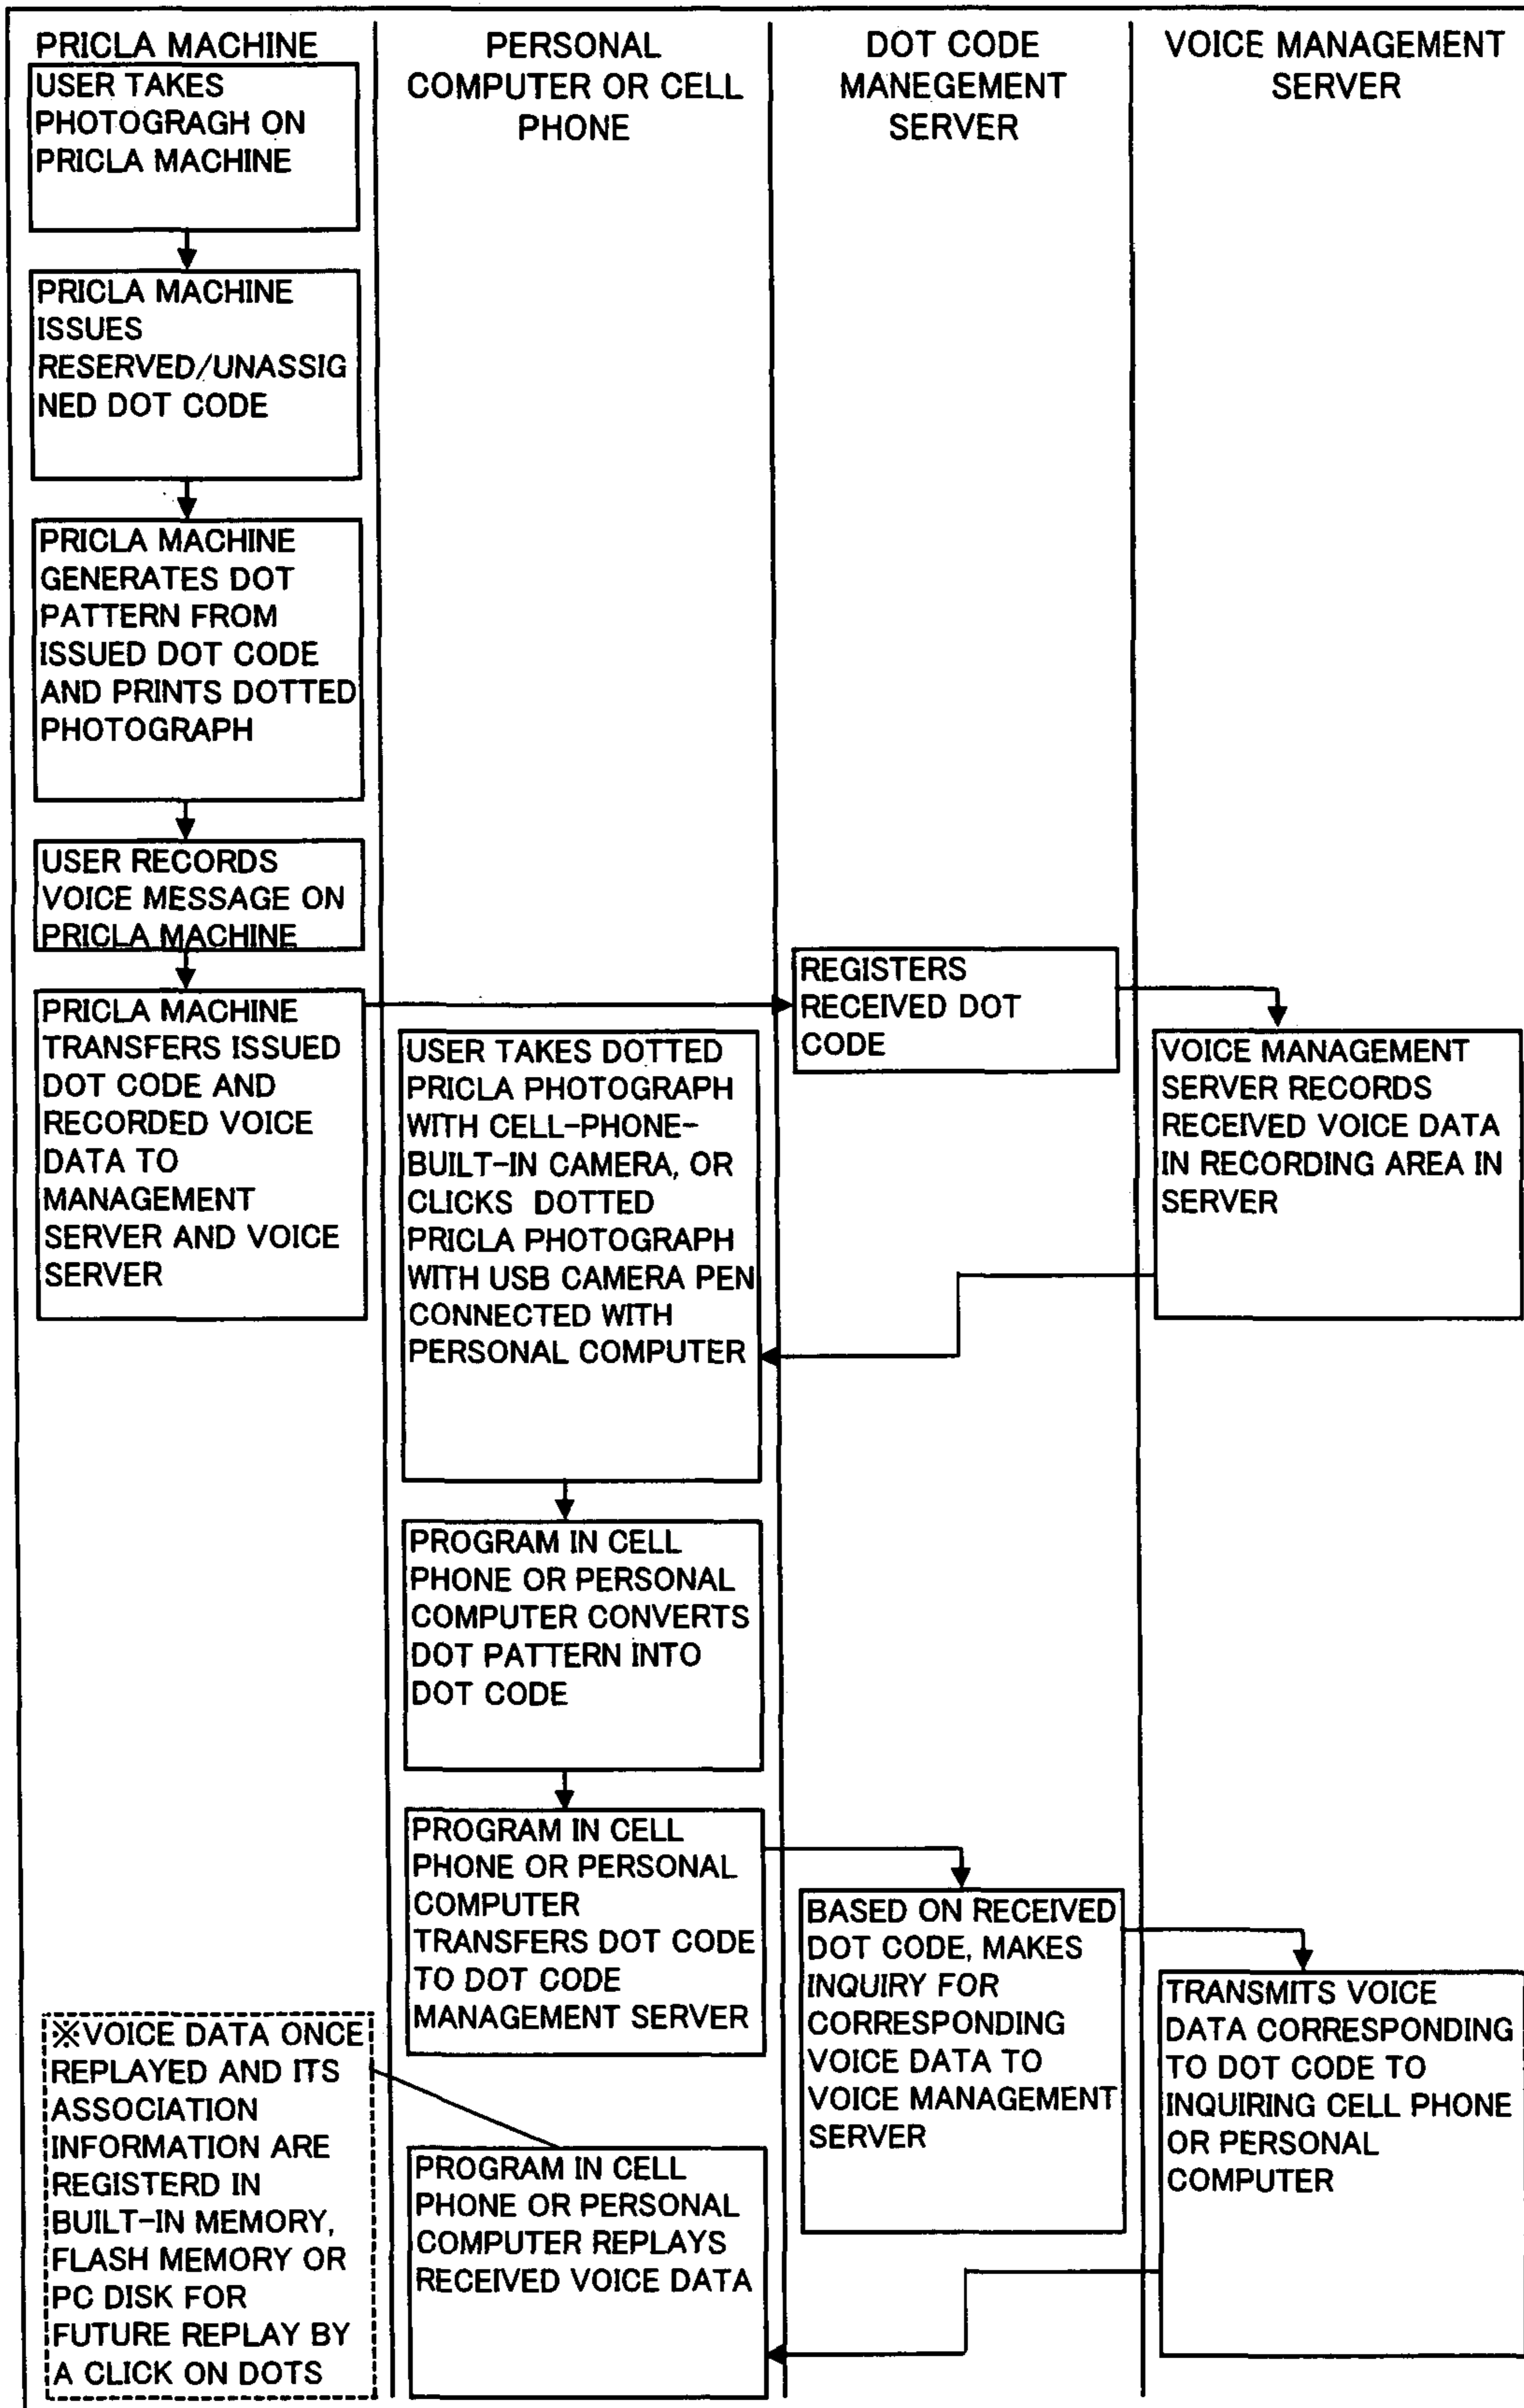 PRICLA MACHINE
USER TAKES
PHOTOGRAGH ON
PRICLA MACHINE
PRICLA MACHINE
ISSUES
RESERVED/UNASSIG
NED DOT CODE
PRICLA MACHINE
GENERATES DOT
PATTERN FROM
ISSUED DOT CODE
AND PRINTS DOTTED
PHOTOGRAPH
USER RECORDS
VOICE MESSAGE ON
PRICLA MACHINE
PRICLA MACHINE
TRANSFERS ISSUED
DOT CODE AND
RECORDED VOICE
DATA TO
MANAGEMENT
SERVER AND VOICE
SERVER
※VOICE DATA ONCE
REPLAYED AND ITS
ASSOCIATION
INFORMATION ARE
REGISTERD IN
BUILT-IN MEMORY,
FLASH MEMORY OR
PC DISK FOR
FUTURE REPLAY BY
A CLICK ON DOTS
PERSONAL
COMPUTER OR CELL
PHONE
USER TAKES DOTTED
PRICLA PHOTOGRAPH
WITH CELL-PHONE-
BUILT-IN CAMERA, OR
CLICKS DOTTED
PRICLA PHOTOGRAPH
WITH USB CAMERA PEN
CONNECTED WITH
PERSONAL COMPUTER
PROGRAM IN CELL
PHONE OR PERSONAL
COMPUTER CONVERTS
DOT PATTERN INTO
DOT CODE
PROGRAM IN CELL
PHONE OR PERSONAL
COMPUTER
TRANSFERS DOT CODE
TO DOT CODE
MANAGEMENT SERVER
PROGRAM IN CELL
PHONE OR PERSONAL
COMPUTER REPLAYS
RECEIVED VOICE DATA
DOT CODE
MANEGEMENT
SERVER
REGISTERS
RECEIVED DOT
CODE
BASED ON RECEIVED
DOT CODE, MAKES
INQUIRY FOR
CORRESPONDING
VOICE DATA TO
VOICE MANAGEMENT
SERVER
VOICE MANAGEMENT
SERVER
VOICE MANAGEMENT
SERVER RECORDS
RECEIVED VOICE DATA
IN RECORDING AREA IN
SERVER
TRANSMITS VOICE
DATA CORRESPONDING
TO DOT CODE TO
INQUIRING CELL PHONE
OR PERSONAL
COMPUTER